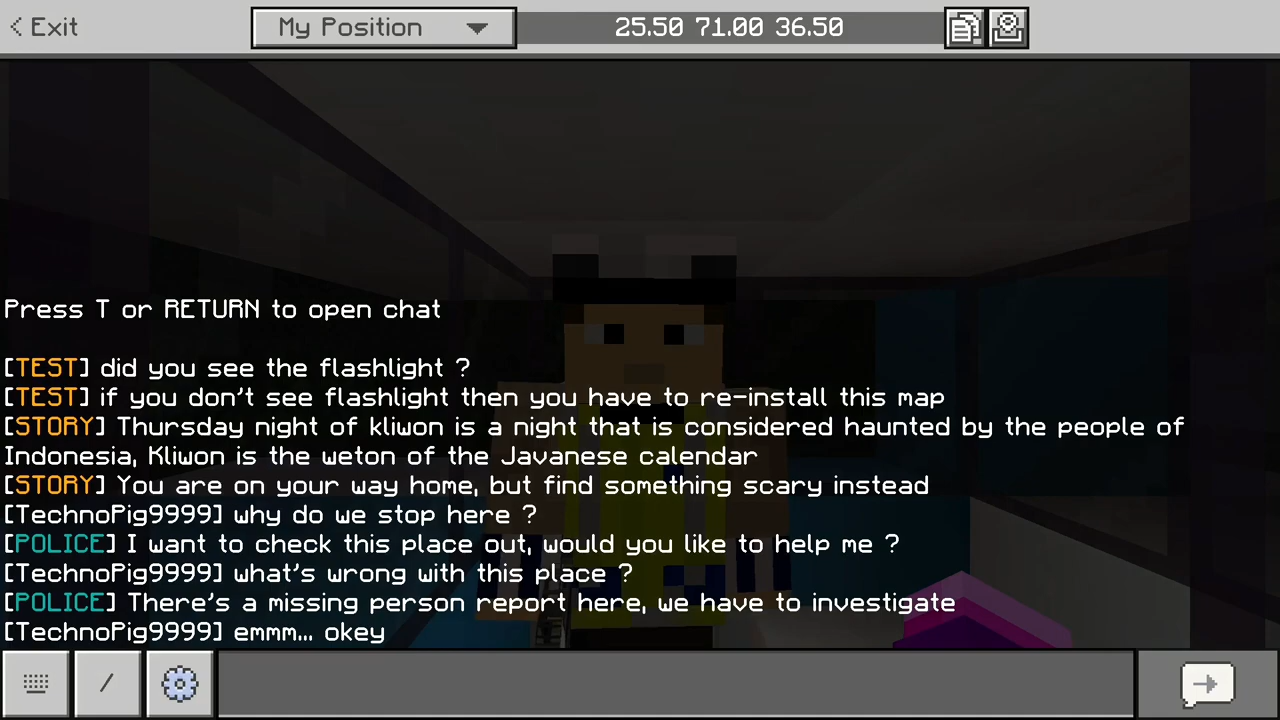 Exit
My Position
25.50 71.00 36.50
Press T or RETURN to open chat
[TEST] did you see the flashlight ?
[TEST] if you don't see flashlight then you have to re-install this map
[STORY] Thursday night of kliwon is a night that is considered haunted by the people of
Indonesia, Kliwon is the weton of the Javanese calendar
[STORY] You are on your way home, but find something scary instead
[TechnoPig9999] why do we stop here ?
[POLICE] I want to check this place out, would you like to help me ?
[TechnoPig9999] what's wrong with this place ?
[POLICE] There's a missing person report here, we have to investigate
[TechnoPig9999] emmm... okey
/